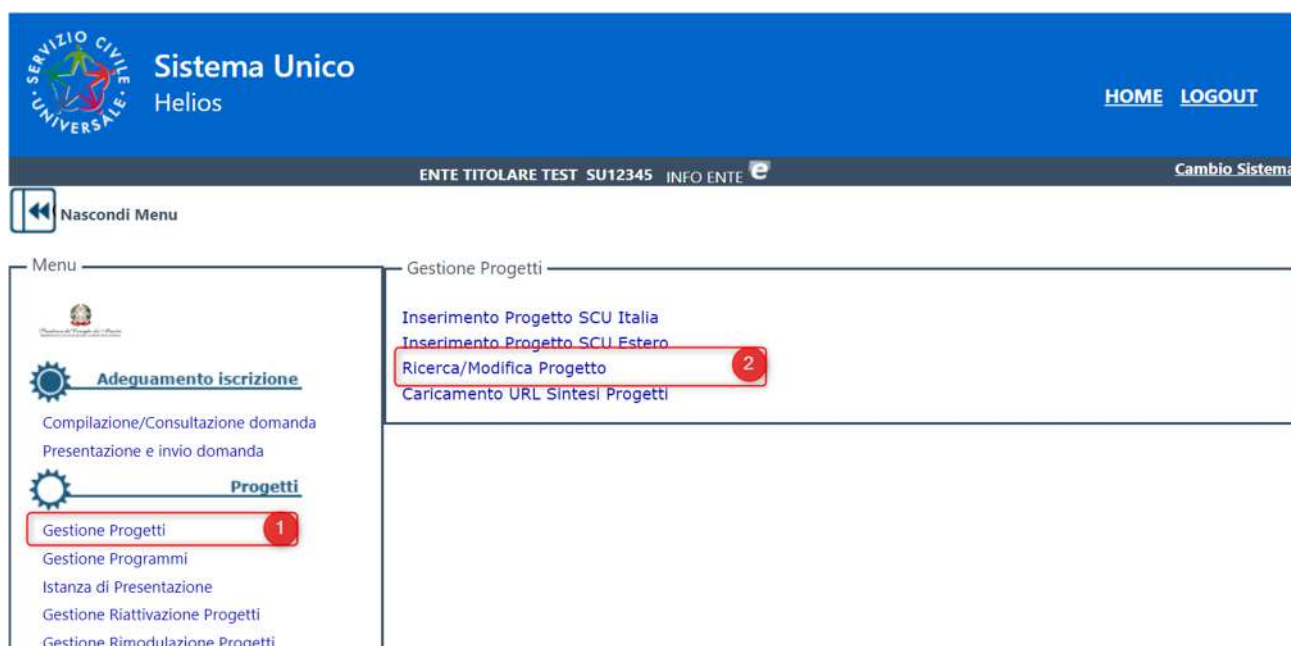 SERVIZIO CIVILE UNIVERSALE
Sistema Unico
Helios
HOME LOGOUT
ENTE TITOLARE TEST SU12345 INFO ENTE e
Cambio Sistema
Nascondi Menu
Menu
Adeguamento iscrizione
Compilazione/Consultazione domanda
Presentazione e invio domanda
Progetti
Gestione Progetti 1
Gestione Programmi
Istanza di Presentazione
Gestione Riattivazione Progetti
Gestione Rimodulazione Progetti
Gestione Progetti
Inserimento Progetto SCU Italia
Inserimento Progetto SCU Estero
Ricerca/Modifica Progetto 2
Caricamento URL Sintesi Progetti